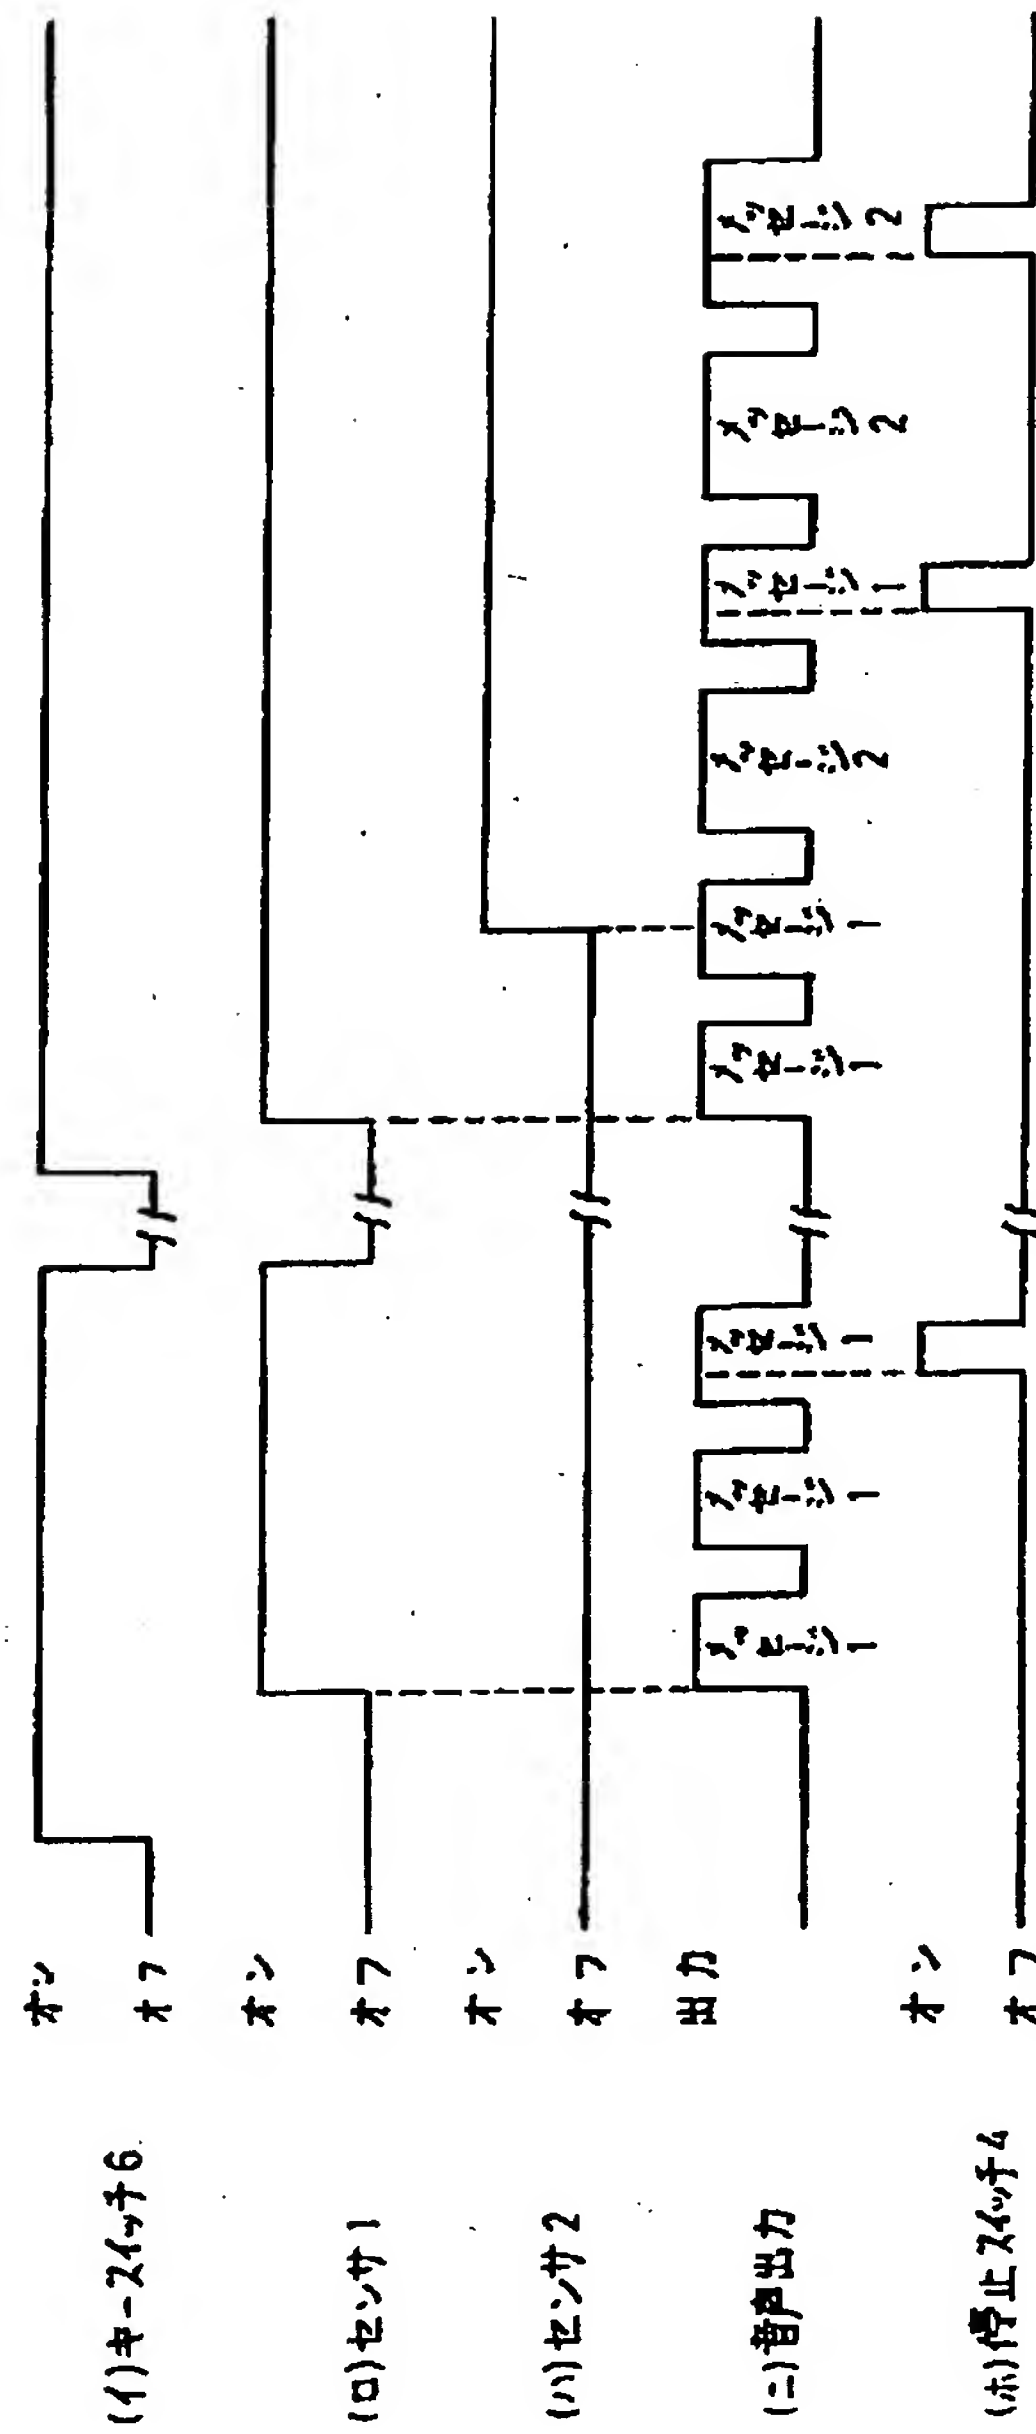 (イ)キースイッチ6
オン
オフ
(ロ)センサ1
オン
オフ
(ハ)センサ2
オン
オフ
(ニ)音声出力
出力
メッセージ1
メッセージ1
メッセージ1
メッセージ1
メッセージ1
メッセージ2
メッセージ1
メッセージ2
メッセージ2
(ホ)停止スイッチ4
オン
オフ